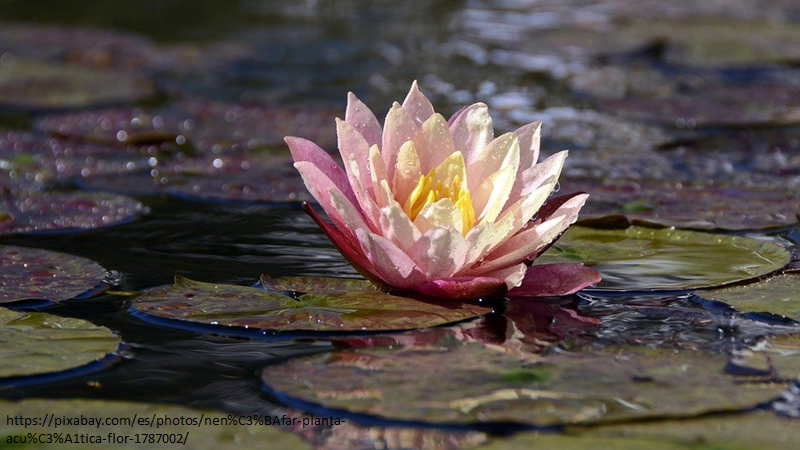 https://pixabay.com/es/photos/nen%C3%BAfar-planta-
acu%C3%A1tica-flor-1787002/